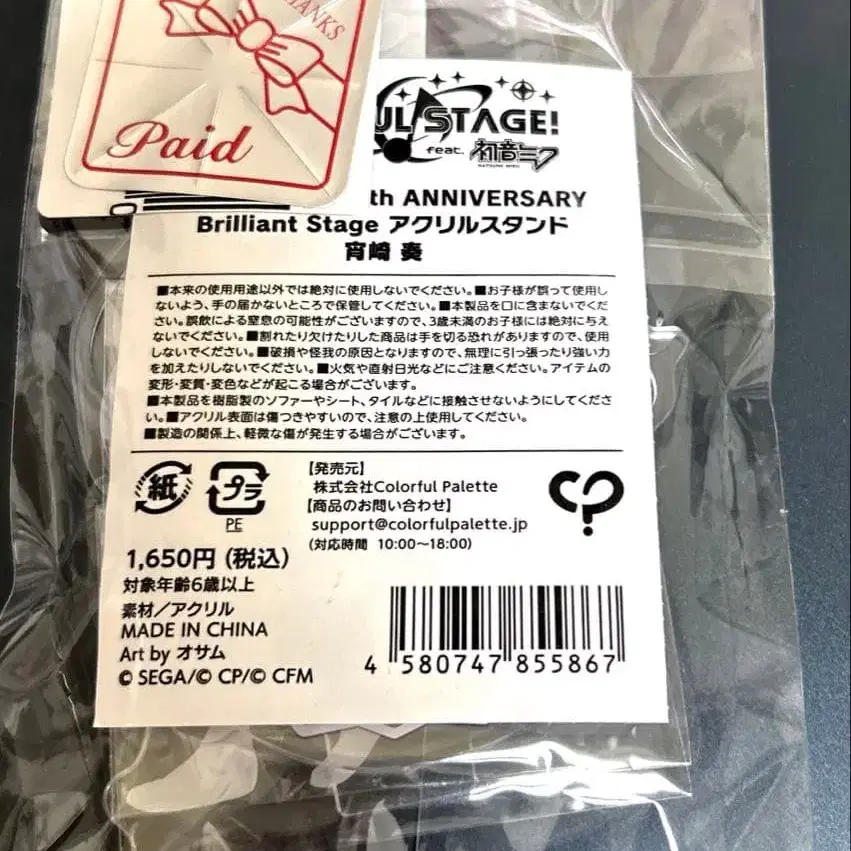 THANKS
Paid
UL STAGE!
feat. 初音ミク
HATSUNE MIKU
th ANNIVERSARY
Brilliant Stage アクリルスタンド
宵崎 奏
■本来の使用用途以外では絶対に使用しないでください。■お子様が誤って使用し
ないよう、手の届かないところで保管してください。■本製品を口に含まないでくだ
さい。誤飲による窒息の可能性がございますので、3歳未満のお子様には絶対に与え
ないでください。■割れたり欠けたりした商品は手を切る恐れがありますので、使用
しないでください。■破損や怪我の原因となりますので、無理に引っ張ったり強い力
を加えたりしないでください。■火気や直射日光などにご注意ください。アイテムの
変形・変質・変色などが起こる場合がございます。
■本製品を樹脂製のソファーやシート、タイルなどに接触させないようにしてくださ
い。■アクリル表面は傷つきやすいので、注意の上使用してください。
■製造の関係上、軽微な傷が発生する場合がございます。
紙
プラ
PE
【発売元】
株式会社Colorful Palette
【商品のお問い合わせ】
support@colorfulpalette.jp
(対応時間 10:00~18:00)
1,650円(税込)
対象年齢6歳以上
素材/アクリル
MADE IN CHINA
Art by オサム
© SEGA/© CP/© CFM
4 580747 855867